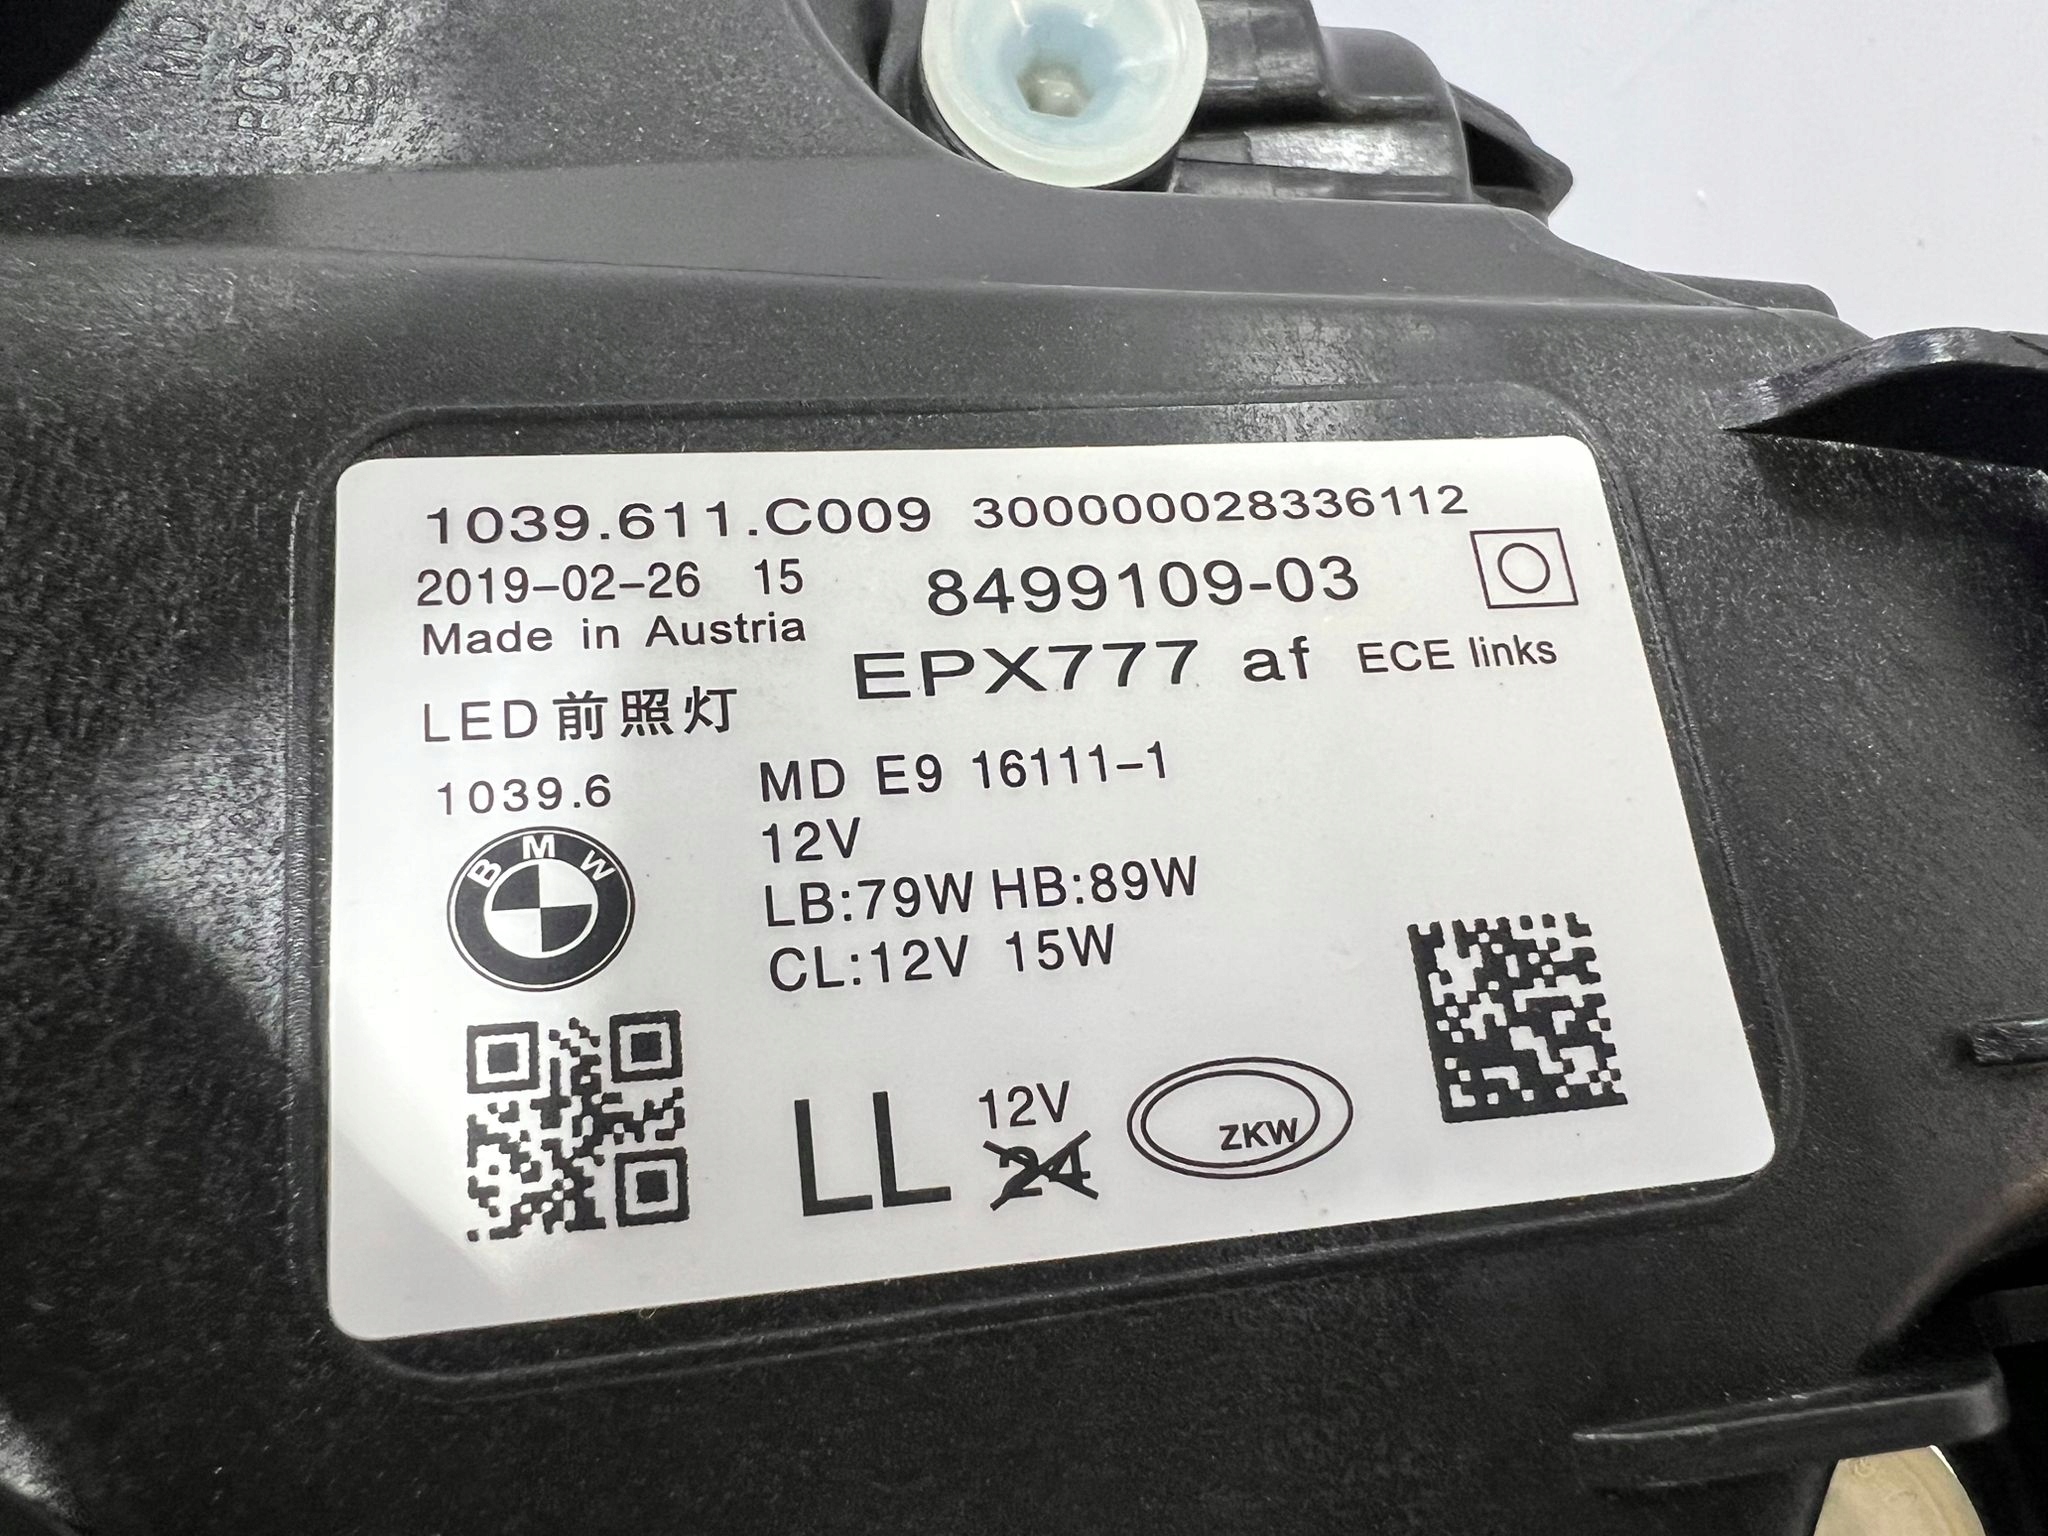 1039.611.C009 300000028336112
2019-02-26 15
8499109-03
Made in Austria
EPX777 af ECE links
LED前照灯
1039.6
MD E9 16111-1
12V
BMW
LB:79W HB:89W
CL:12V 15W
LL
12V
24
ZKW